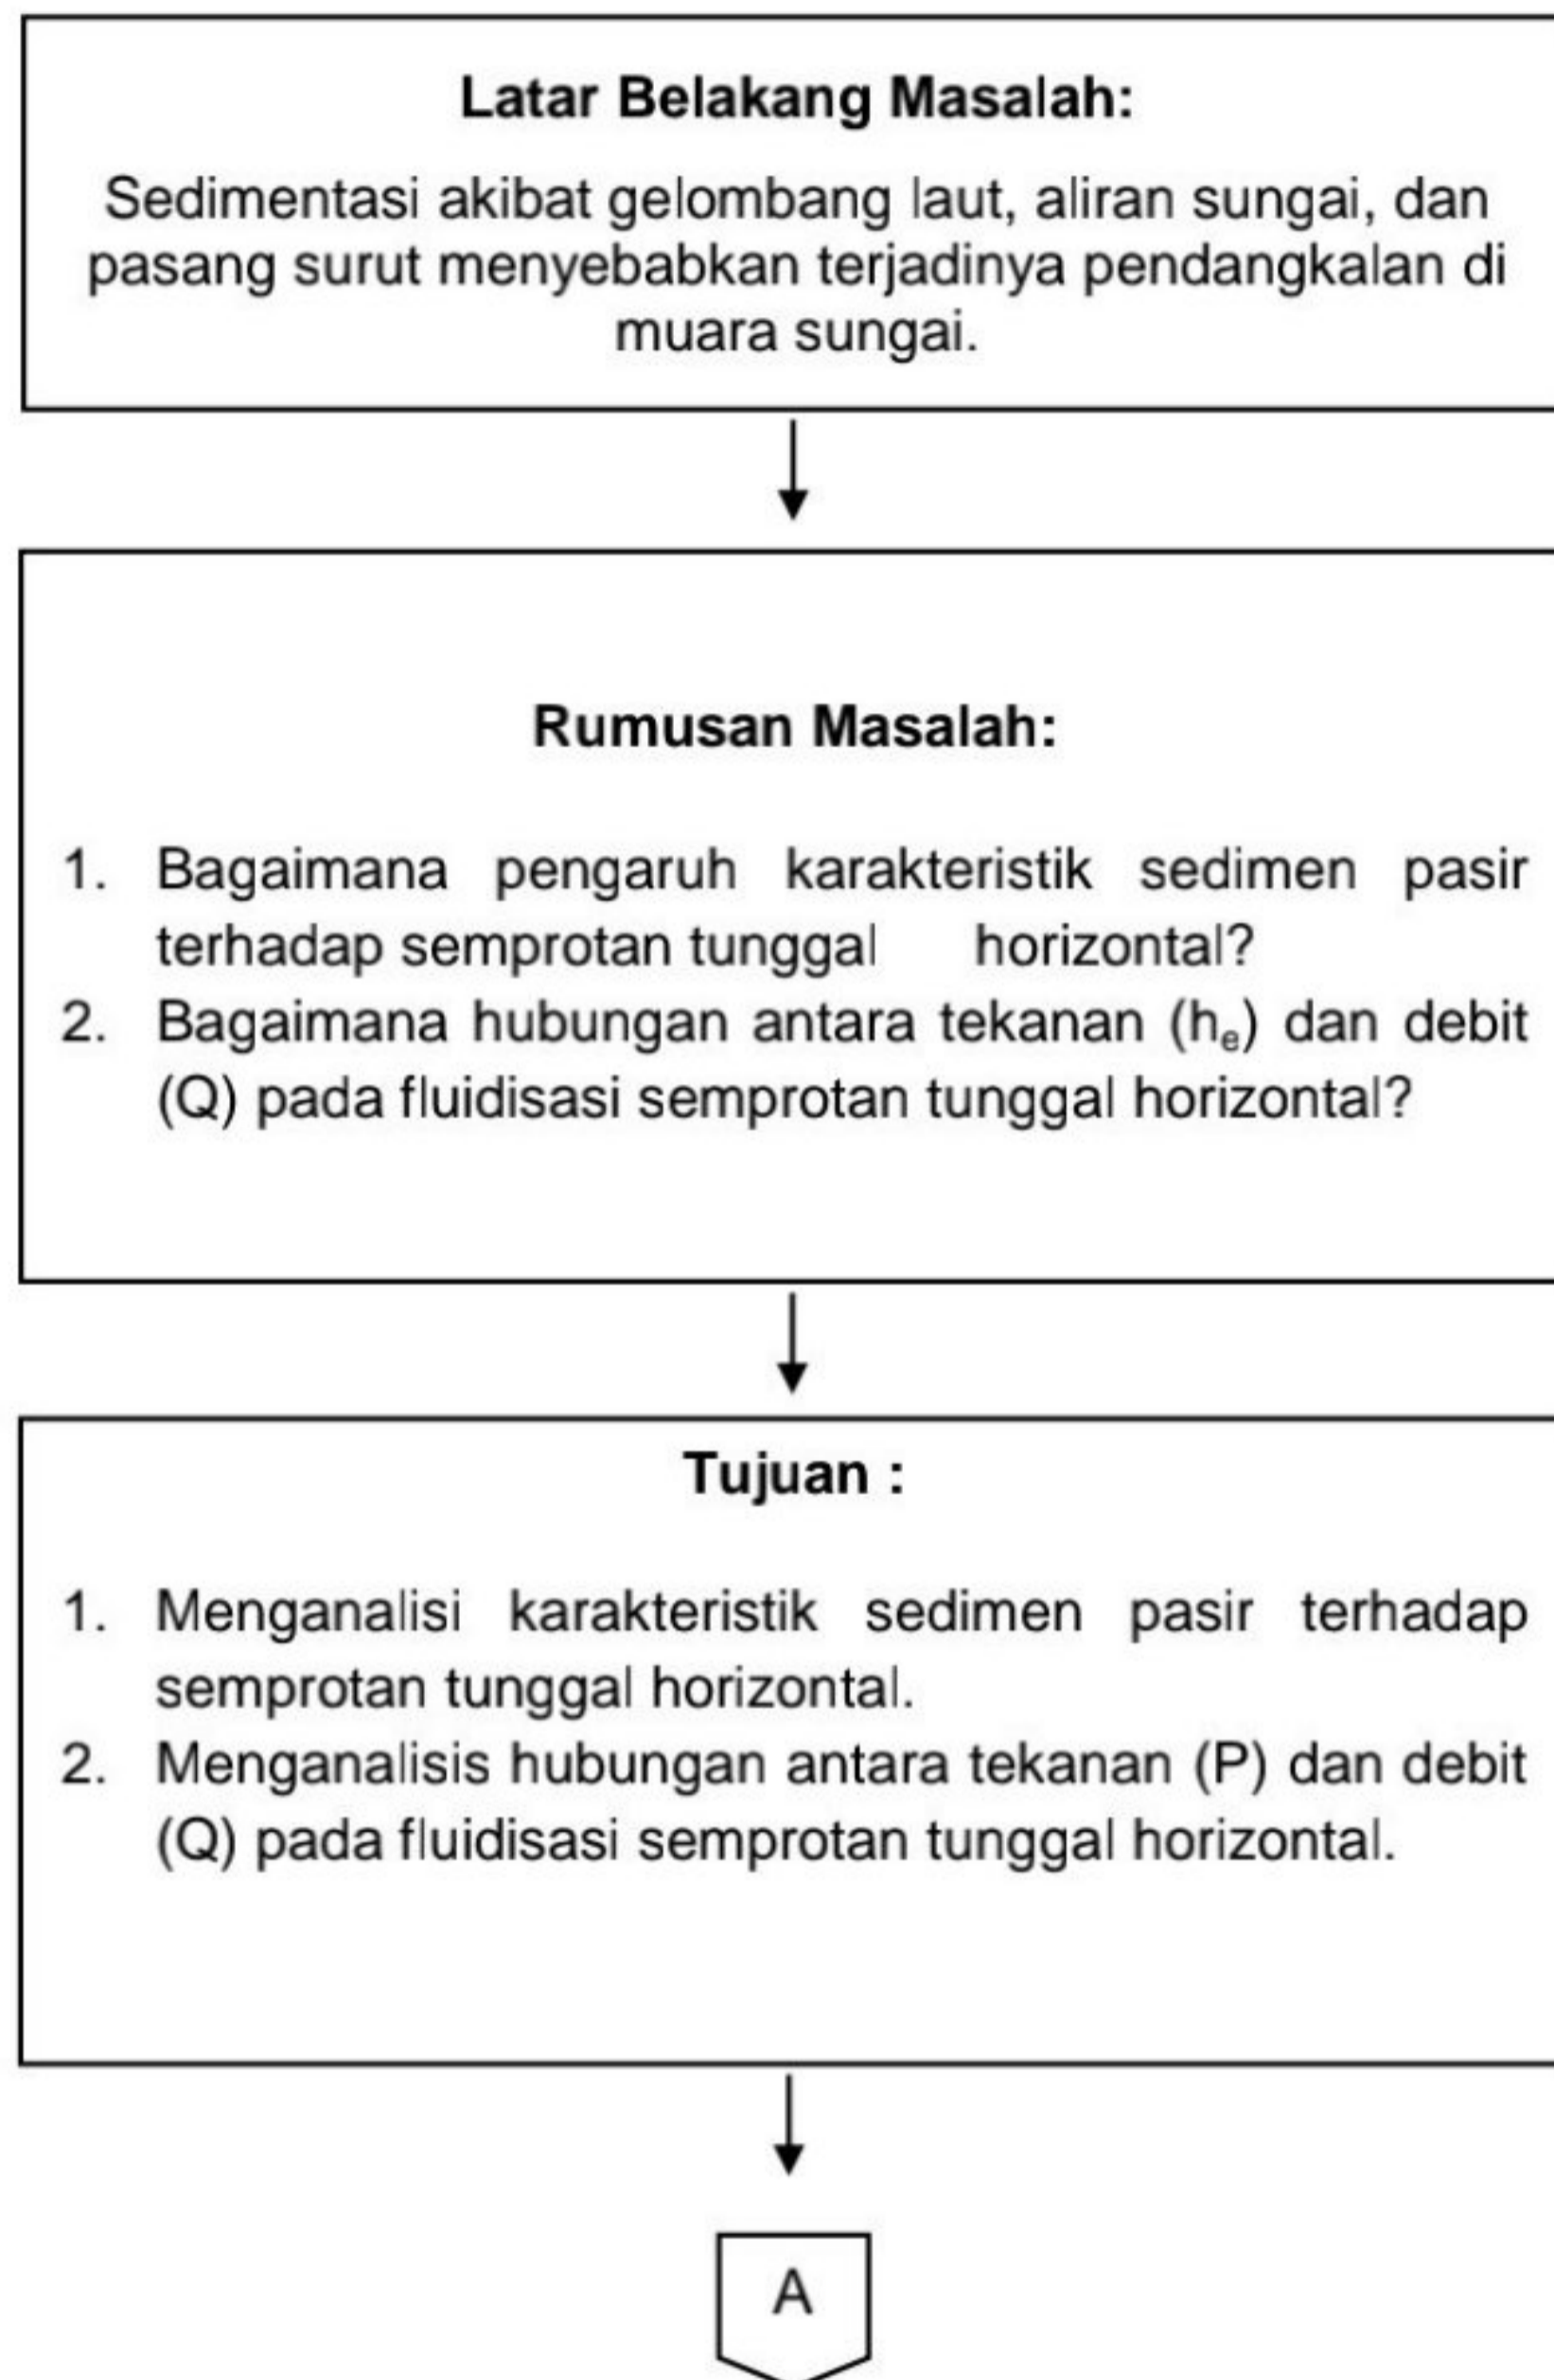 Latar Belakang Masalah:
Sedimentasi akibat gelombang laut, aliran sungai, dan
pasang surut menyebabkan terjadinya pendangkalan di
muara sungai.
Rumusan Masalah:
1. Bagaimana pengaruh karakteristik sedimen pasir
terhadap semprotan tunggal horizontal?
2. Bagaimana hubungan antara tekanan (hₑ) dan debit
(Q) pada fluidisasi semprotan tunggal horizontal?
Tujuan :
1. Menganalisi karakteristik sedimen pasir terhadap
semprotan tunggal horizontal.
2. Menganalisis hubungan antara tekanan (P) dan debit
(Q) pada fluidisasi semprotan tunggal horizontal.
A